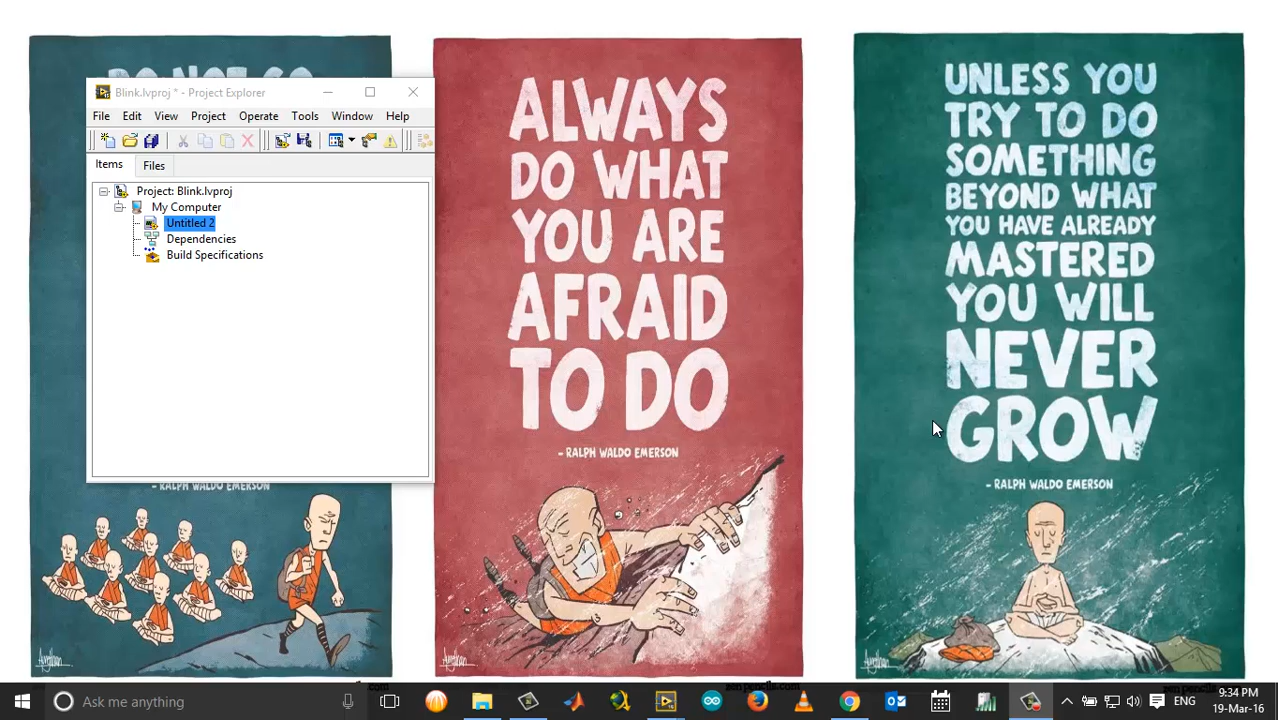 Blink.lvproj * - Project Explorer
File Edit View Project Operate Tools Window Help
Items Files
Project: Blink.lvproj
My Computer
Untitled 2
Dependencies
Build Specifications
- RALPH WALDO EMERSON
ALWAYS
DO WHAT
YOU ARE
AFRAID
TO DO
- RALPH WALDO EMERSON
UNLESS YOU
TRY TO DO
SOMETHING
BEYOND WHAT
YOU HAVE ALREADY
MASTERED
YOU WILL
NEVER
GROW
- RALPH WALDO EMERSON
Ask me anything
ENG
9:34 PM
19-Mar-16